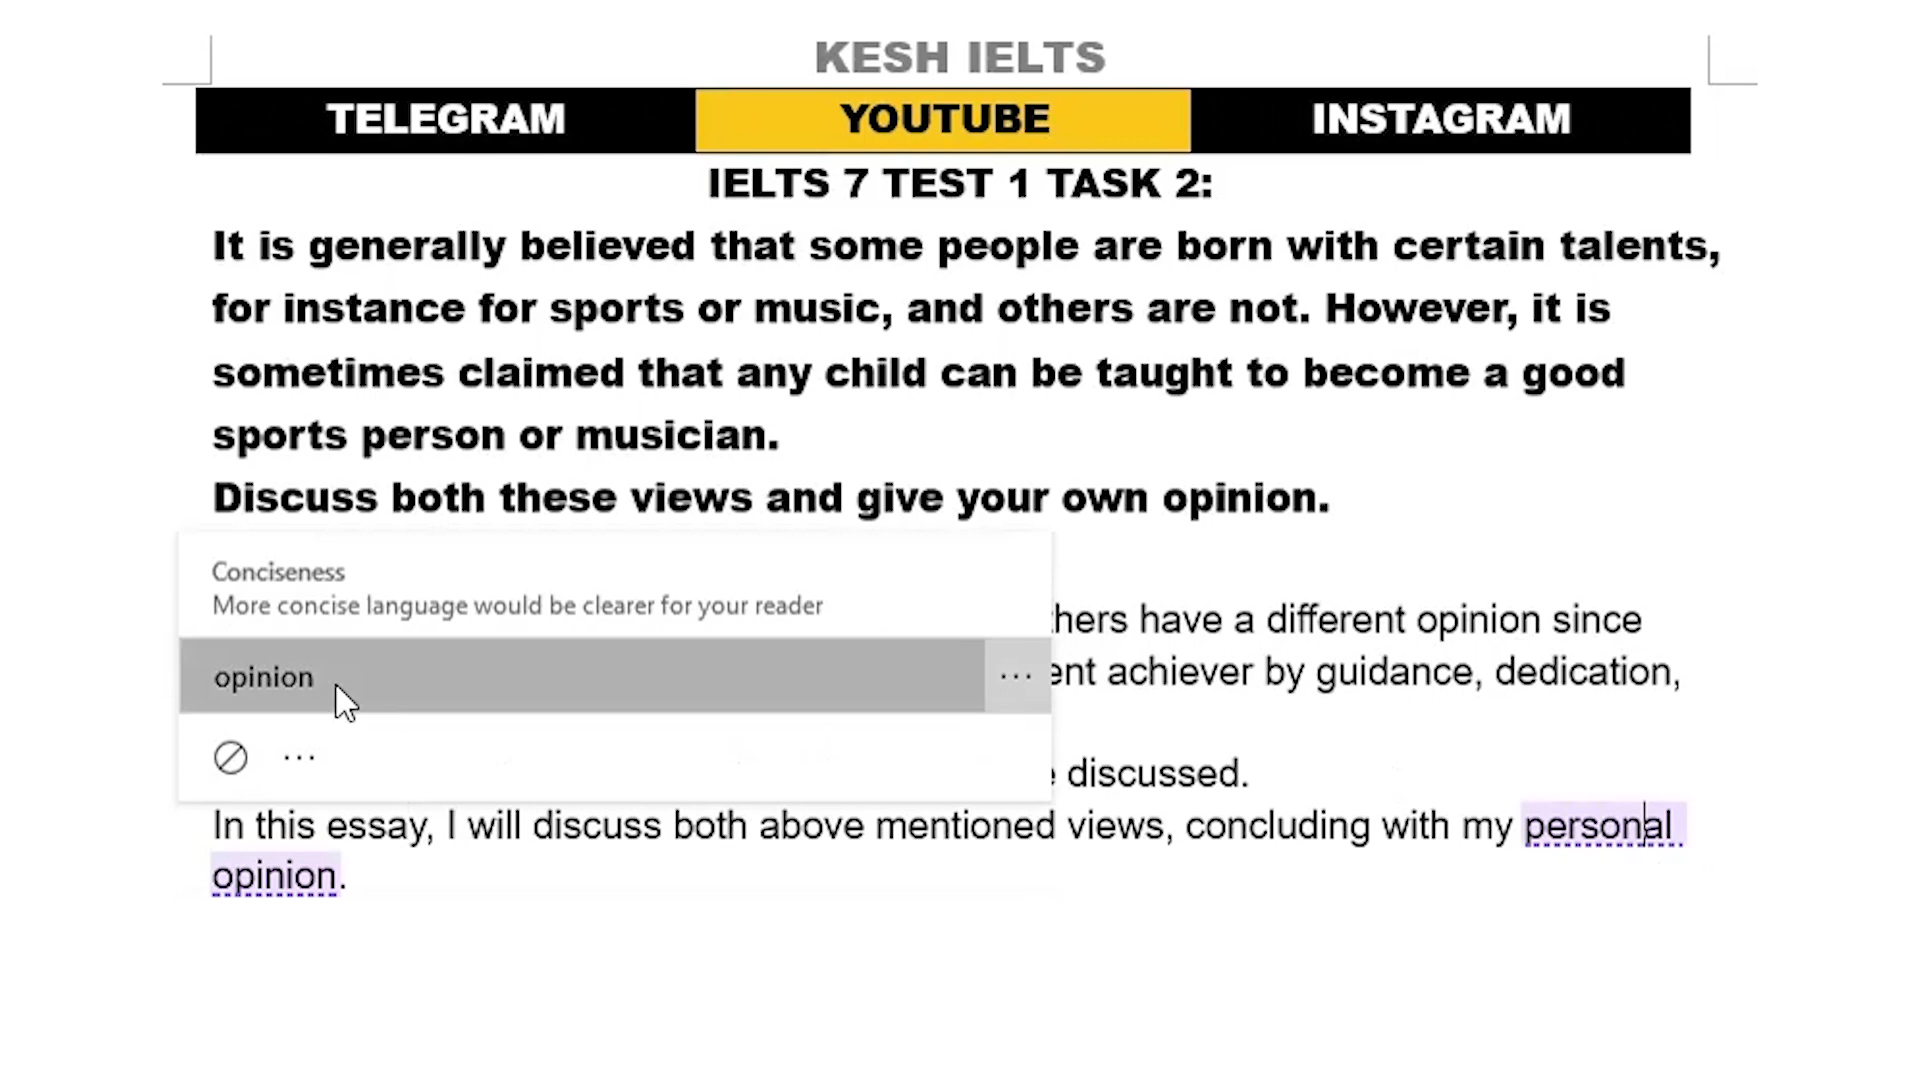 KESH IELTS
TELEGRAM YOUTUBE INSTAGRAM
IELTS 7 TEST 1 TASK 2:
It is generally believed that some people are born with certain talents,
for instance for sports or music, and others are not. However, it is
sometimes claimed that any child can be taught to become a good
sports person or musician.
Discuss both these views and give your own opinion.
Conciseness
More concise language would be clearer for your reader
have a different opinion since
opinion ...
achiever by guidance, dedication,
...
discussed.
In this essay, I will discuss both above mentioned views, concluding with my personal
opinion.